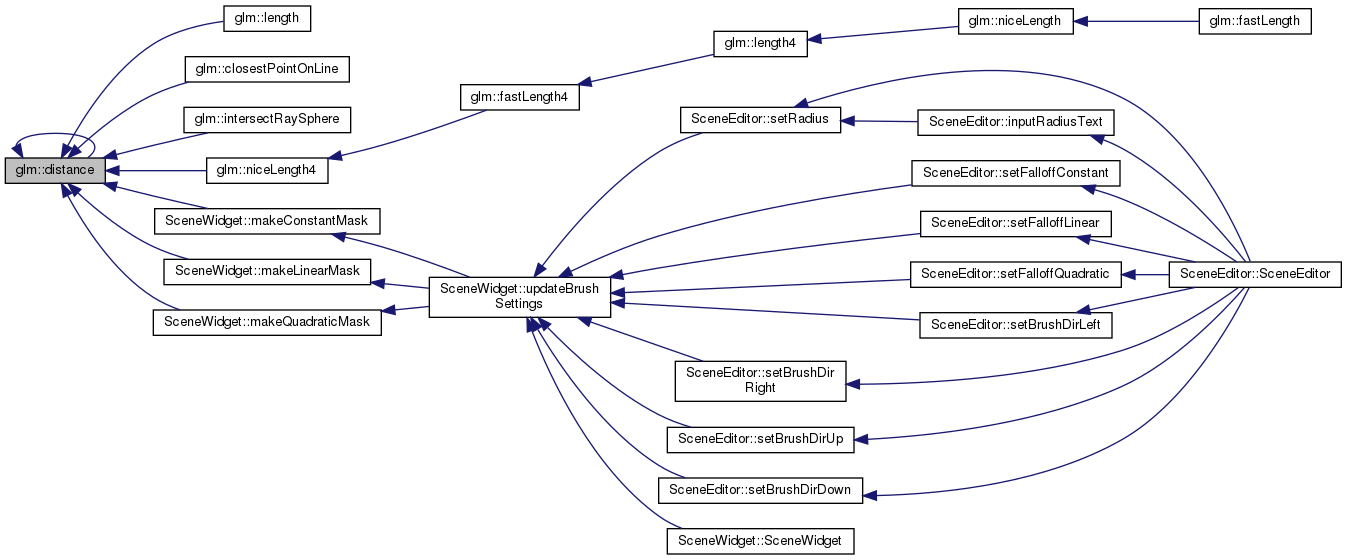 glm::length
glm::niceLength
glm::fastLength
glm::length4
glm::closestPointOnLine
glm::fastLength4
glm::intersectRaySphere
SceneEditor::setRadius
SceneEditor::inputRadiusText
glm::distance
glm::niceLength4
SceneEditor::setFalloffConstant
SceneWidget::makeConstantMask
SceneEditor::setFalloffLinear
SceneWidget::makeLinearMask
SceneEditor::setFalloffQuadratic
SceneEditor::SceneEditor
SceneWidget::updateBrush
Settings
SceneWidget::makeQuadraticMask
SceneEditor::setBrushDirLeft
SceneEditor::setBrushDir
Right
SceneEditor::setBrushDirUp
SceneEditor::setBrushDirDown
SceneWidget::SceneWidget